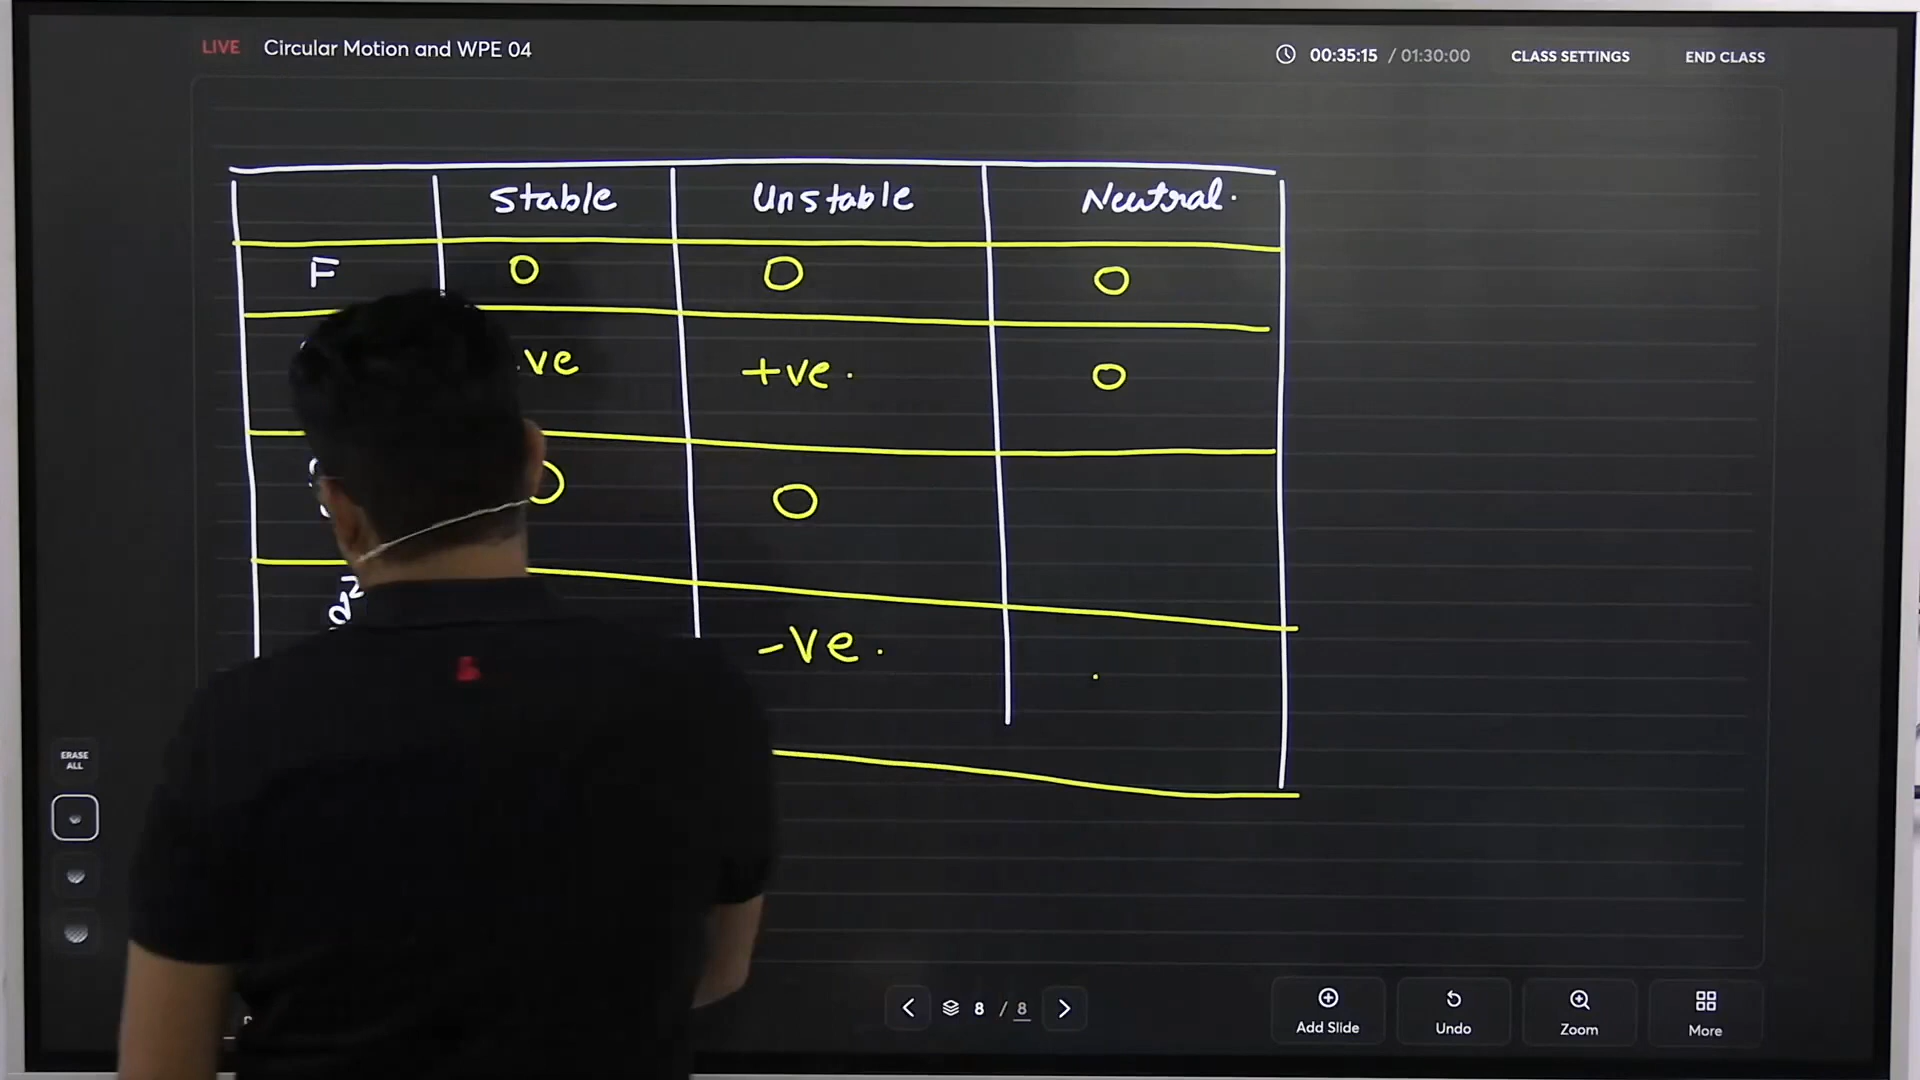 LIVE Circular Motion and WPE 04 00:35:15 / 01:30:00 CLASS SETTINGS END CLASS
Stable Unstable Neutral.
F 0 0 0
ve +ve. 0
0 0
d²
-ve.
ERASE
ALL
8 / 8
Add Slide Undo Zoom More